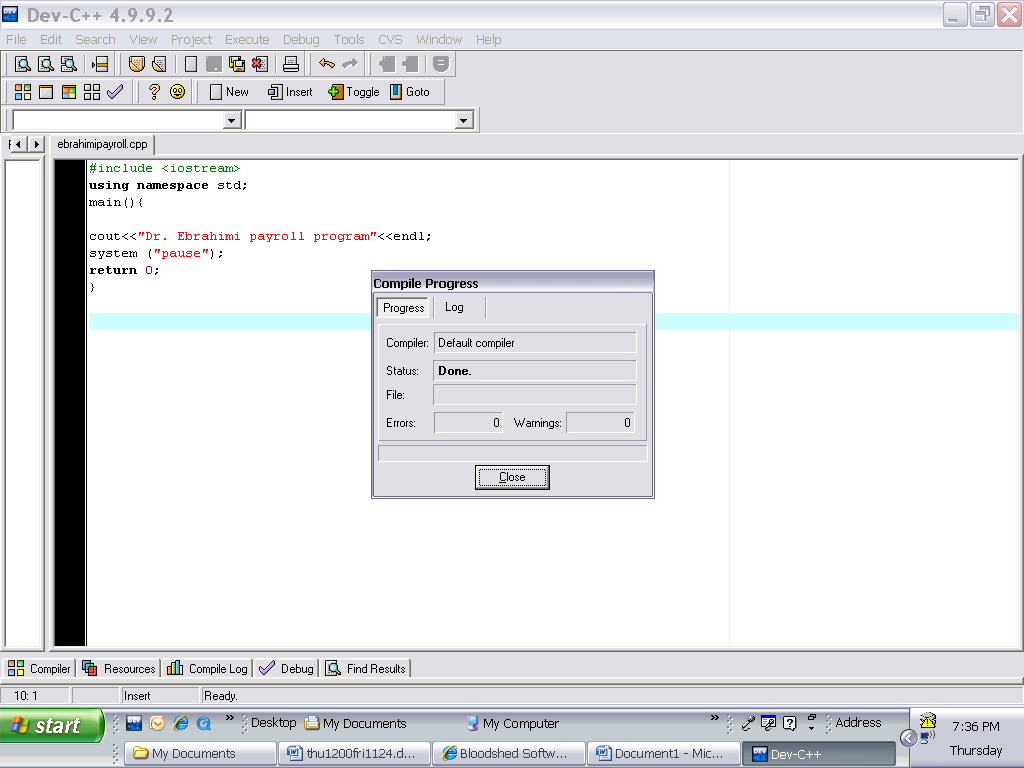 Dev-C++ 4.9.9.2
File Edit Search View Project Execute Debug Tools CVS Window Help
New Insert Toggle Goto
ebrahimipayroll.cpp
#include <iostream>
using namespace std;
main(){
cout<<"Dr. Ebrahimi payroll program"<<endl;
system ("pause");
return 0;
}
Compile Progress
Progress Log
Compiler: Default compiler
Status: Done.
File:
Errors: 0 Warnings: 0
Close
Compiler Resources Compile Log Debug Find Results
10: 1 Insert Ready.
start » Desktop My Documents My Computer » Address 7:36 PM
My Documents thu1200fri1124.d... Bloodshed Softw... Document1 - Mic... Dev-C++ Thursday